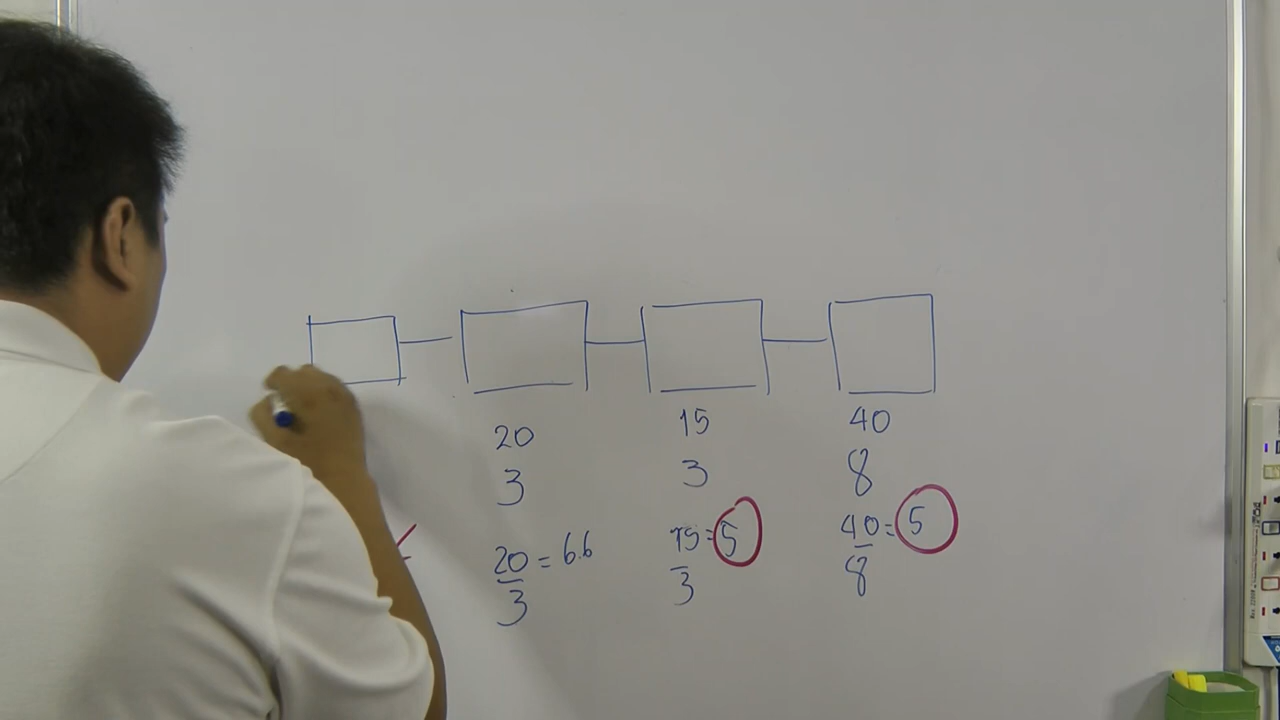 20 15 40
3 3 8
20/3 = 6.6 15/3 = 5 40/8 = 5